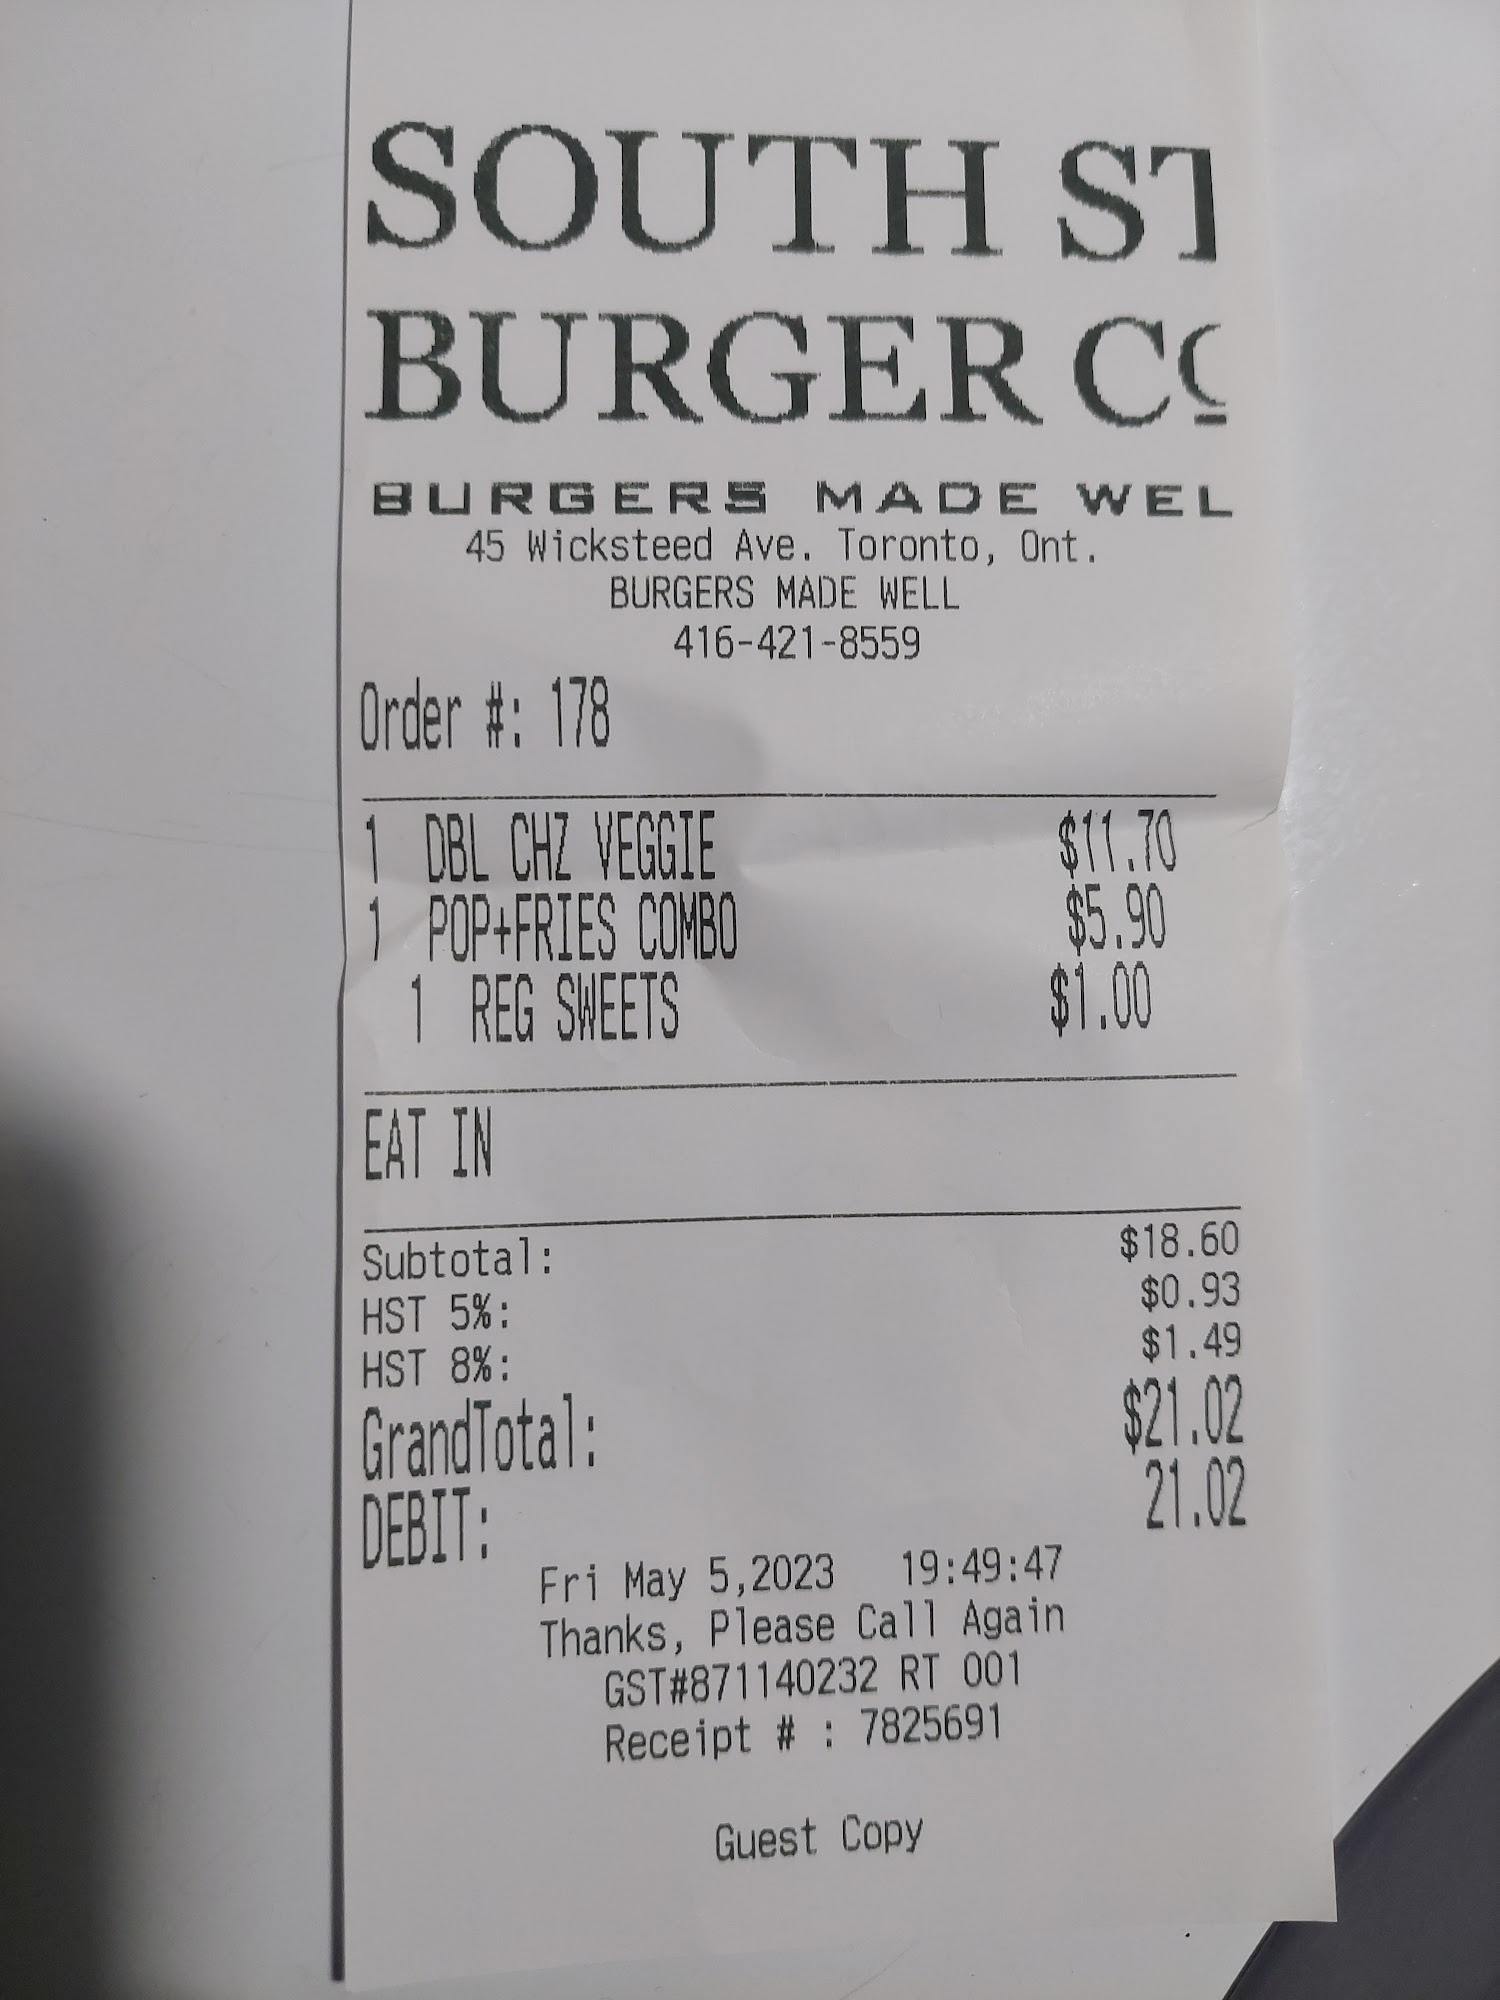 SOUTH ST
BURGER CO
BURGERS MADE WEL
45 Wicksteed Ave. Toronto, Ont.
BURGERS MADE WELL
416-421-8559
Order #: 178
1 DBL CHZ VEGGIE $11.70
1 POP+FRIES COMBO $5.90
1 REG SWEETS $1.00
EAT IN
Subtotal: $18.60
HST 5%: $0.93
HST 8%: $1.49
GrandTotal: $21.02
DEBIT: 21.02
Fri May 5,2023 19:49:47
Thanks, Please Call Again
GST#871140232 RT 001
Receipt # : 7825691
Guest Copy